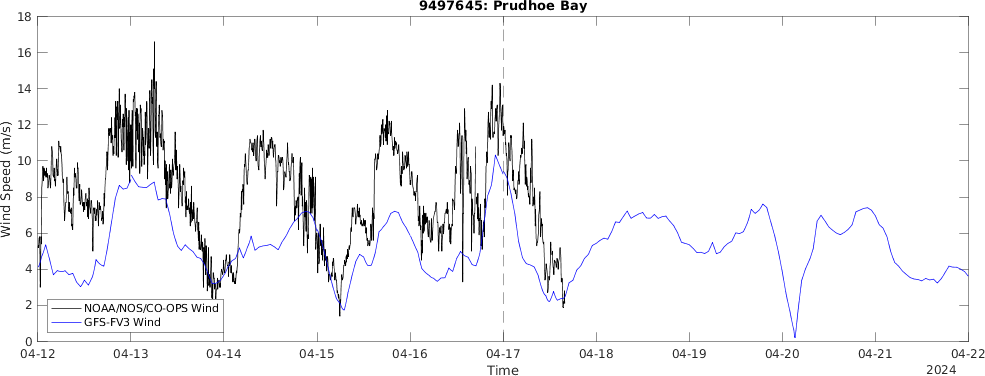 9497645: Prudhoe Bay
18
16
14
12
10
8
6
4
2
0
Wind Speed (m/s)
NOAA/NOS/CO-OPS Wind
GFS-FV3 Wind
04-12 04-13 04-14 04-15 04-16 04-17 04-18 04-19 04-20 04-21 04-22
Time
2024